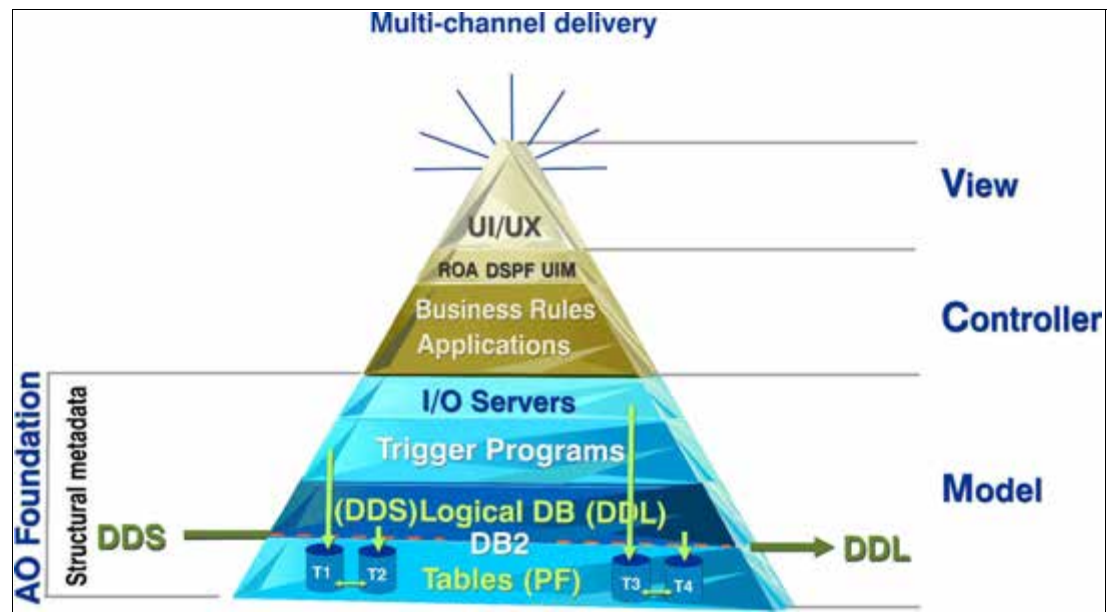 Multi-channel delivery
View
UI/UX
ROA DSPF UIM
Business Rules
Applications
Controller
AO Foundation
Structural metadata
I/O Servers
Trigger Programs
Model
(DDS)Logical DB (DDL)
DDS
DB2
DDL
T1
T2
Tables (PF)
T3
T4